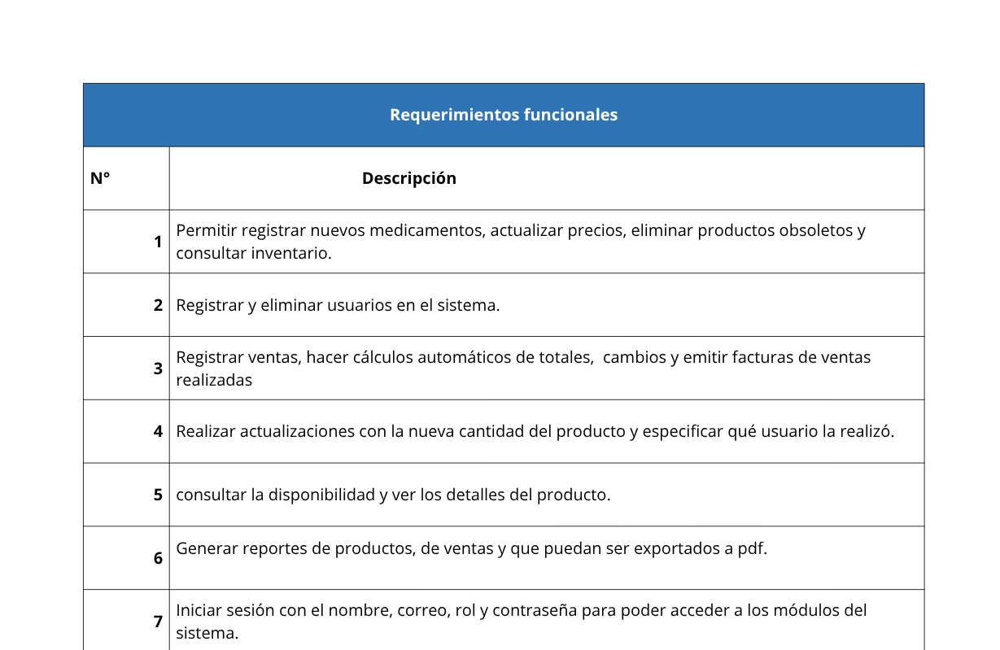 Requerimientos funcionales
N° Descripción
1 Permitir registrar nuevos medicamentos, actualizar precios, eliminar productos obsoletos y
consultar inventario.
2 Registrar y eliminar usuarios en el sistema.
3 Registrar ventas, hacer cálculos automáticos de totales,  cambios y emitir facturas de ventas
realizadas
4 Realizar actualizaciones con la nueva cantidad del producto y especificar qué usuario la realizó.
5 consultar la disponibilidad y ver los detalles del producto.
6 Generar reportes de productos, de ventas y que puedan ser exportados a pdf.
7 Iniciar sesión con el nombre, correo, rol y contraseña para poder acceder a los módulos del
sistema.